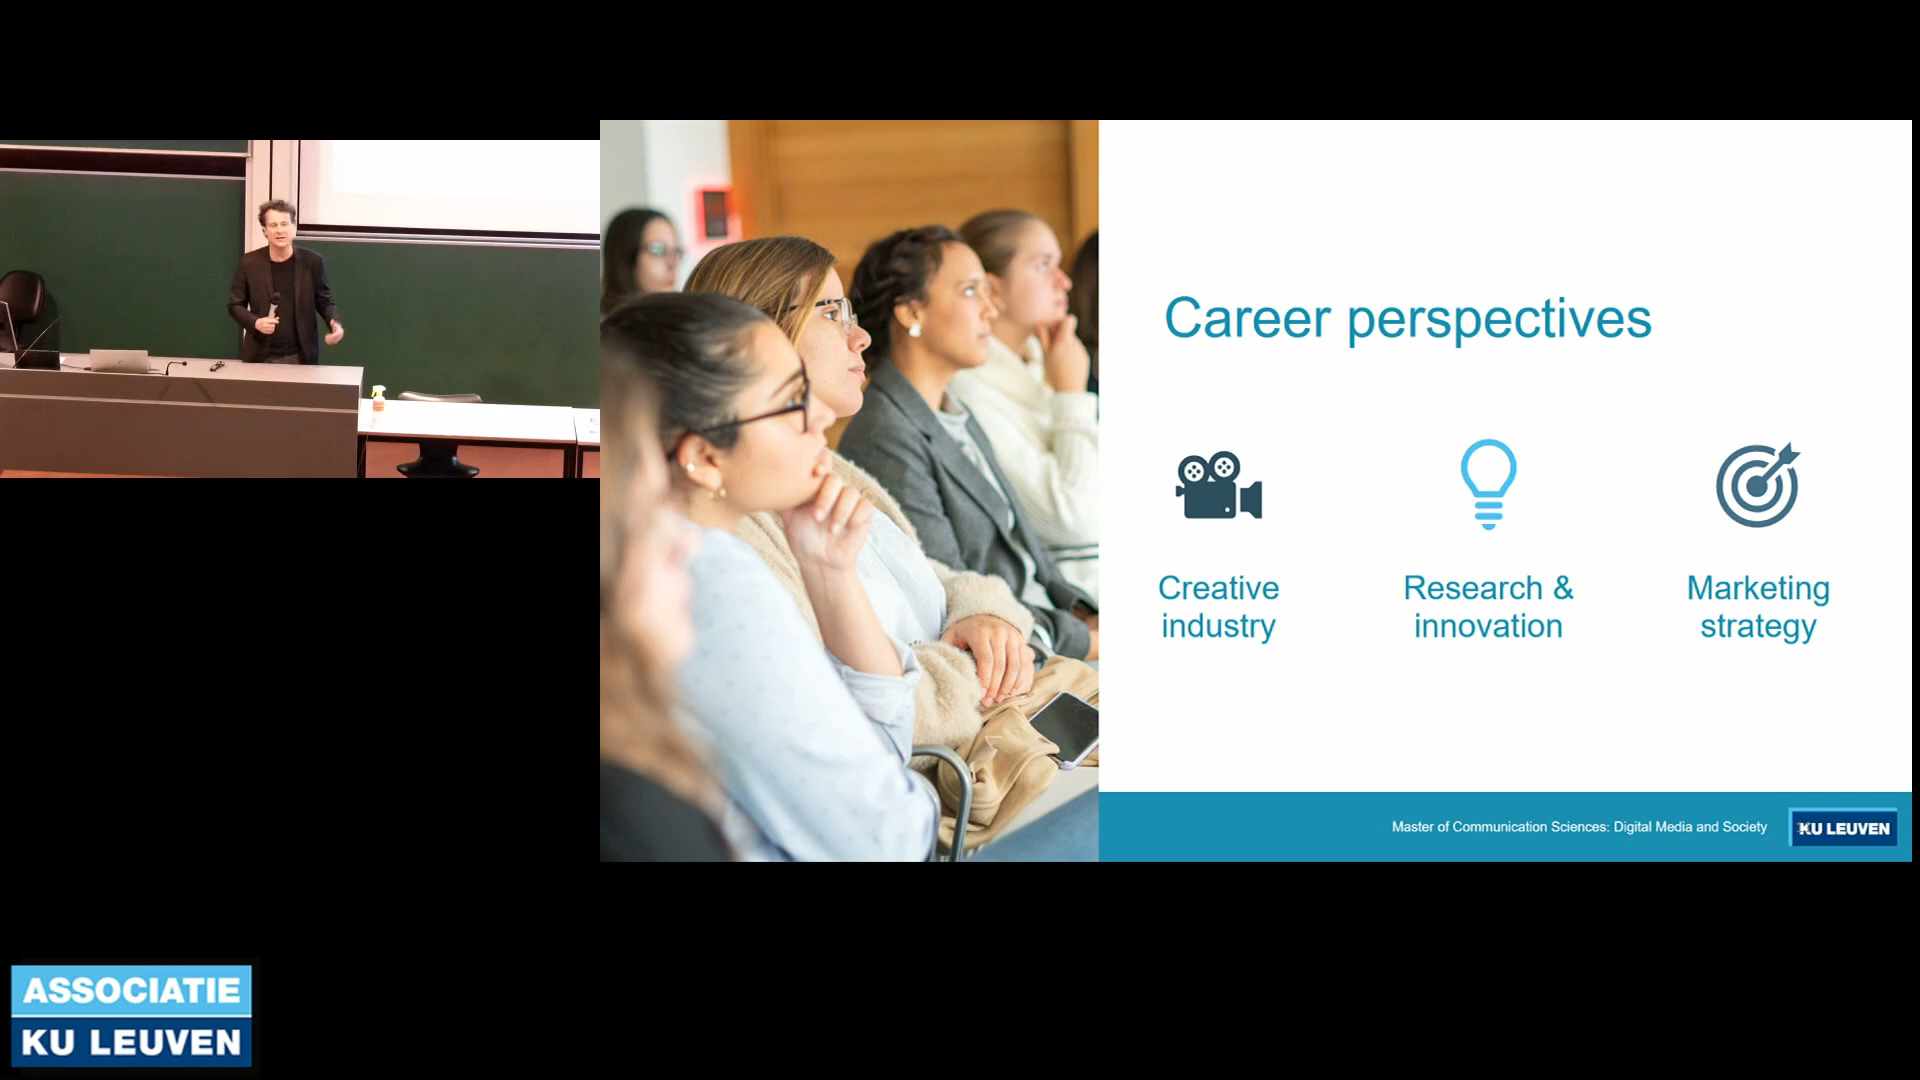 Career perspectives
Creative
industry
Research &
innovation
Marketing
strategy
Master of Communication Sciences: Digital Media and Society
KU LEUVEN
ASSOCIATIE
KU LEUVEN